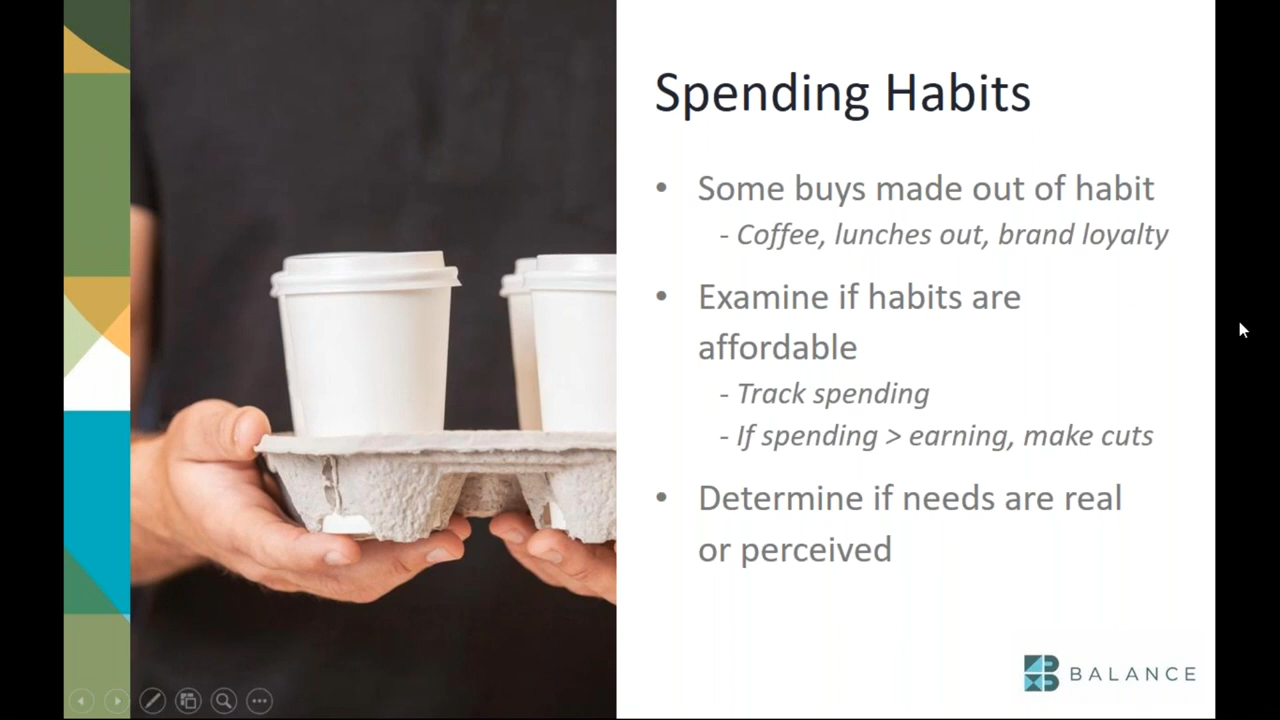 Spending Habits
• Some buys made out of habit
- Coffee, lunches out, brand loyalty
• Examine if habits are
affordable
- Track spending
- If spending > earning, make cuts
• Determine if needs are real
or perceived
BALANCE